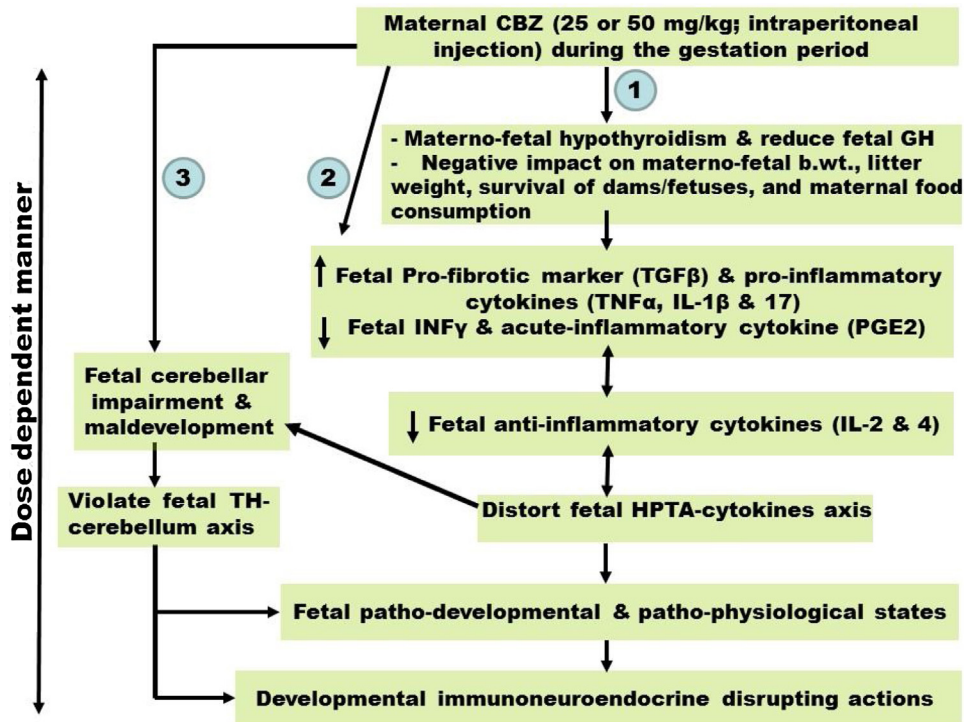 Maternal CBZ (25 or 50 mg/kg; intraperitoneal
injection) during the gestation period
1
- Materno-fetal hypothyroidism & reduce fetal GH
- Negative impact on materno-fetal b.wt., litter
weight, survival of dams/fetuses, and maternal food
consumption
2
3
↑ Fetal Pro-fibrotic marker (TGFβ) & pro-inflammatory
cytokines (TNFα, IL-1β & 17)
↓ Fetal INFγ & acute-inflammatory cytokine (PGE2)
Fetal cerebellar
impairment &
maldevelopment
↓ Fetal anti-inflammatory cytokines (IL-2 & 4)
Violate fetal TH-
cerebellum axis
Distort fetal HPTA-cytokines axis
Fetal patho-developmental & patho-physiological states
Developmental immunoneuroendocrine disrupting actions
Dose dependent manner